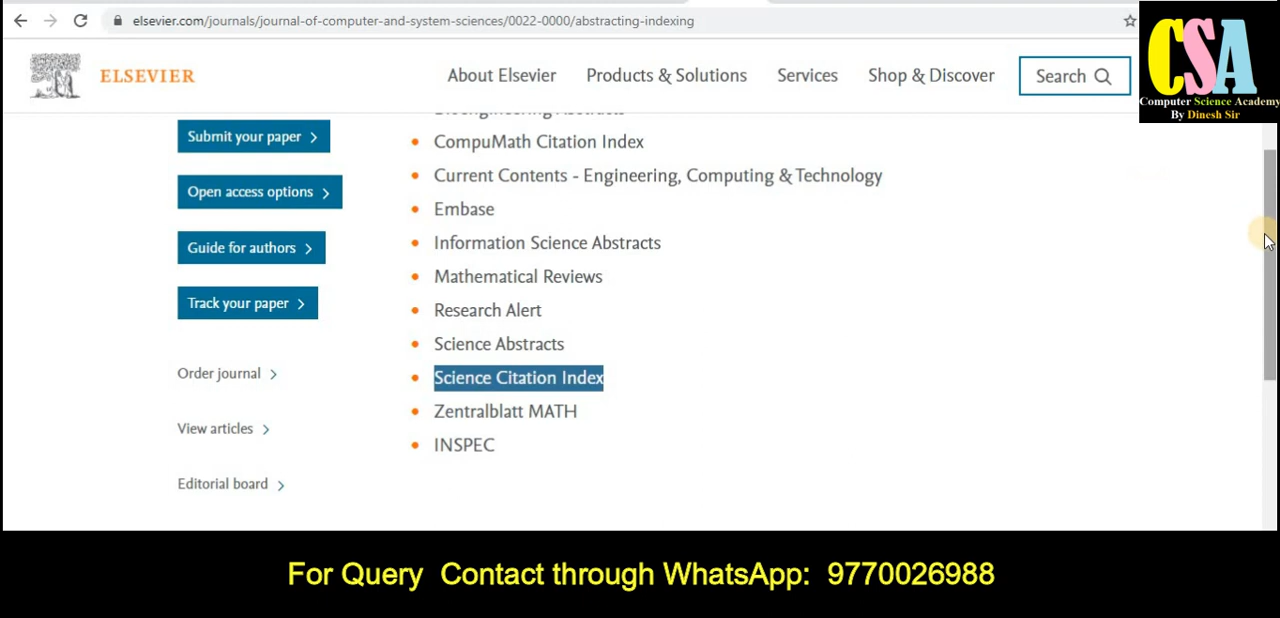 elsevier.com/journals/journal-of-computer-and-system-sciences/0022-0000/abstracting-indexing
CSA
Computer Science Academy
By Dinesh Sir
ELSEVIER
About Elsevier
Products & Solutions
Services
Shop & Discover
Search
Submit your paper
Open access options
Guide for authors
Track your paper
Order journal
View articles
Editorial board
CompuMath Citation Index
Current Contents - Engineering, Computing & Technology
Embase
Information Science Abstracts
Mathematical Reviews
Research Alert
Science Abstracts
Science Citation Index
Zentralblatt MATH
INSPEC
For Query Contact through WhatsApp: 9770026988